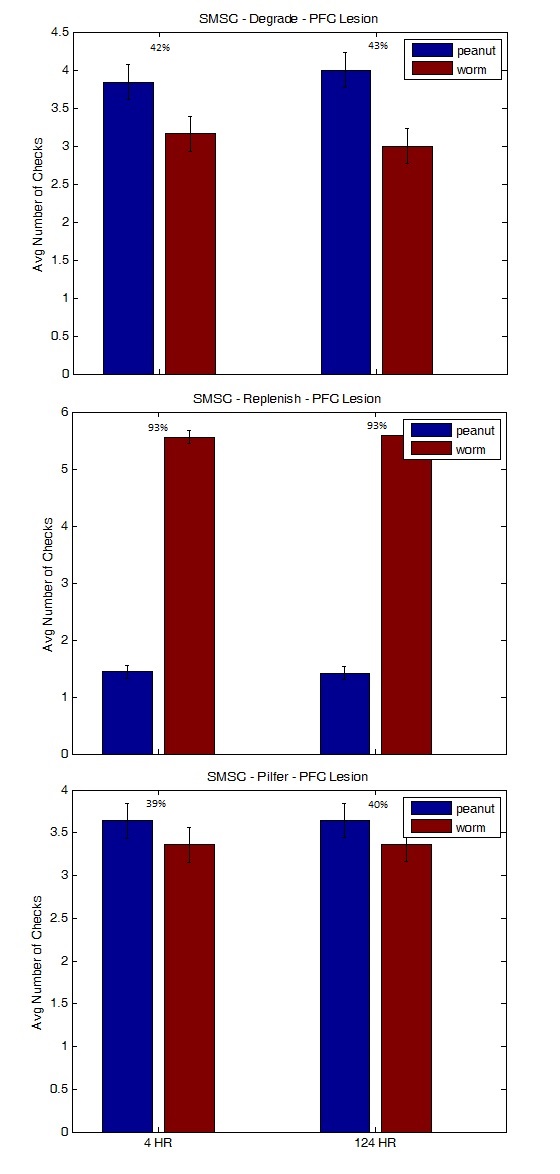 SMSG - Degrade - PFC Lesion
4.5
42%
43%
peanut
worm
4
3.5
3
2.5
2
1.5
1
0.5
0
Avg Number of Checks
SMSG - Replenish - PFC Lesion
6
93%
93%
peanut
worm
5
4
3
2
1
0
Avg Number of Checks
SMSG - Pilfer - PFC Lesion
4
39%
40%
peanut
worm
3.5
3
2.5
2
1.5
1
0.5
0
Avg Number of Checks
4 HR
124 HR